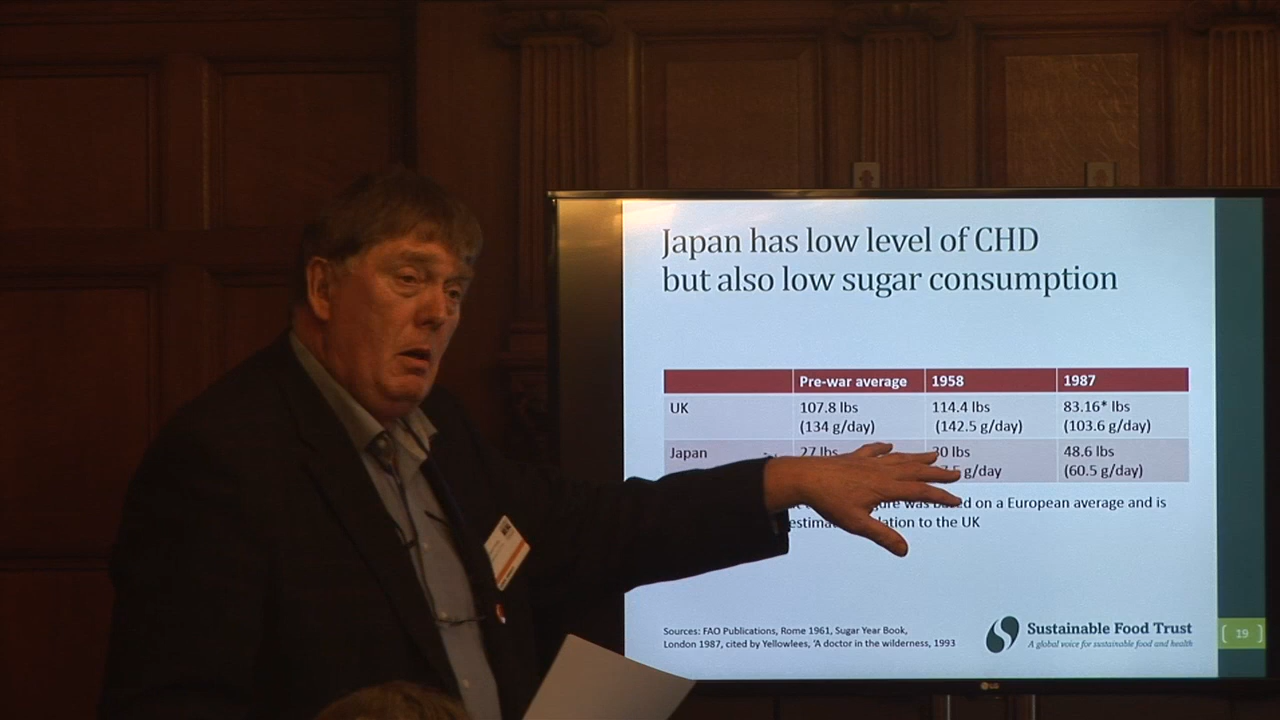 Japan has low level of CHD
but also low sugar consumption
Pre-war average 1958 1987
UK 107.8 lbs 114.4 lbs 83.16* lbs
(134 g/day) (142.5 g/day) (103.6 g/day)
Japan 27 lbs 30 lbs 48.6 lbs
g/day (60.5 g/day)
was based on a European average and is
to the UK
Sources: FAO Publications, Rome 1961, Sugar Year Book,
London 1987, cited by Yellowlees, 'A doctor in the wilderness, 1993
Sustainable Food Trust
A global voice for sustainable food and health
[ 19 ]
LG